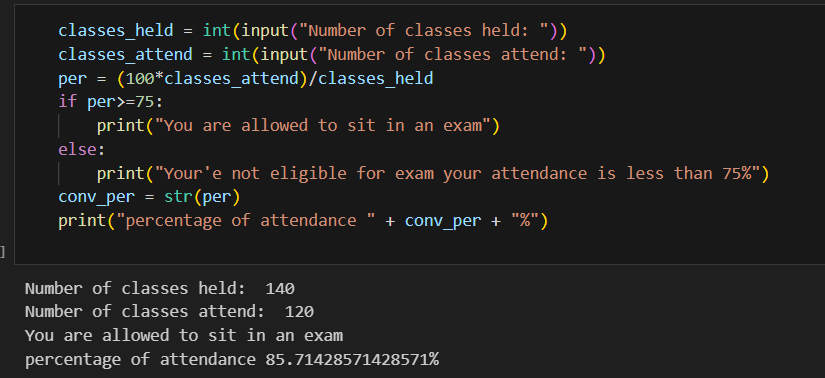 classes_held = int(input("Number of classes held: "))
classes_attend = int(input("Number of classes attend: "))
per = (100*classes_attend)/classes_held
if per>=75:
    print("You are allowed to sit in an exam")
else:
    print("Your'e not eligible for exam your attendance is less than 75%")
conv_per = str(per)
print("percentage of attendance " + conv_per + "%")
]
Number of classes held:  140
Number of classes attend:  120
You are allowed to sit in an exam
percentage of attendance 85.71428571428571%